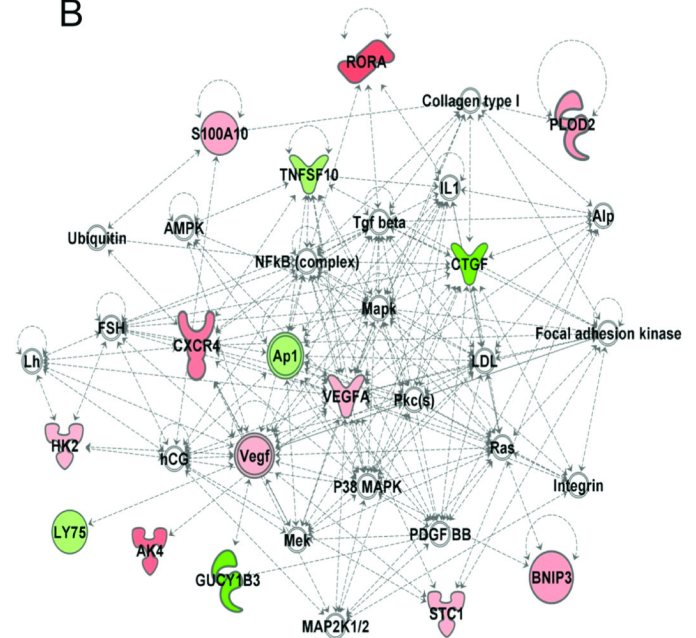 B
RORA
Collagen type I
PLOD2
S100A10
TNFSF10
IL1
Alp
Tgf beta
AMPK
Ubiquitin
NFkB (complex)
CTGF
Mapk
FSH
Focal adhesion kinase
CXCR4
Ap1
Lh
LDL
VEGFA
Pkc(s)
HK2
hCG
Vegf
Ras
P38 MAPK
Integrin
LY75
AK4
Mek
PDGF BB
GUCY1B3
BNIP3
STC1
MAP2K1/2